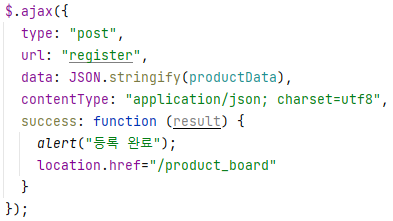 $.ajax({
type: "post",
url: "register",
data: JSON.stringify(productData),
contentType: "application/json; charset=utf8",
success: function (result) {
alert("등록 완료");
location.href="/product_board"
}
});